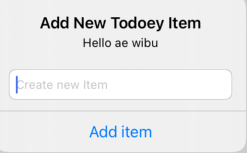 Add New Todoey Item
Hello ae wibu
Create new Item
Add item